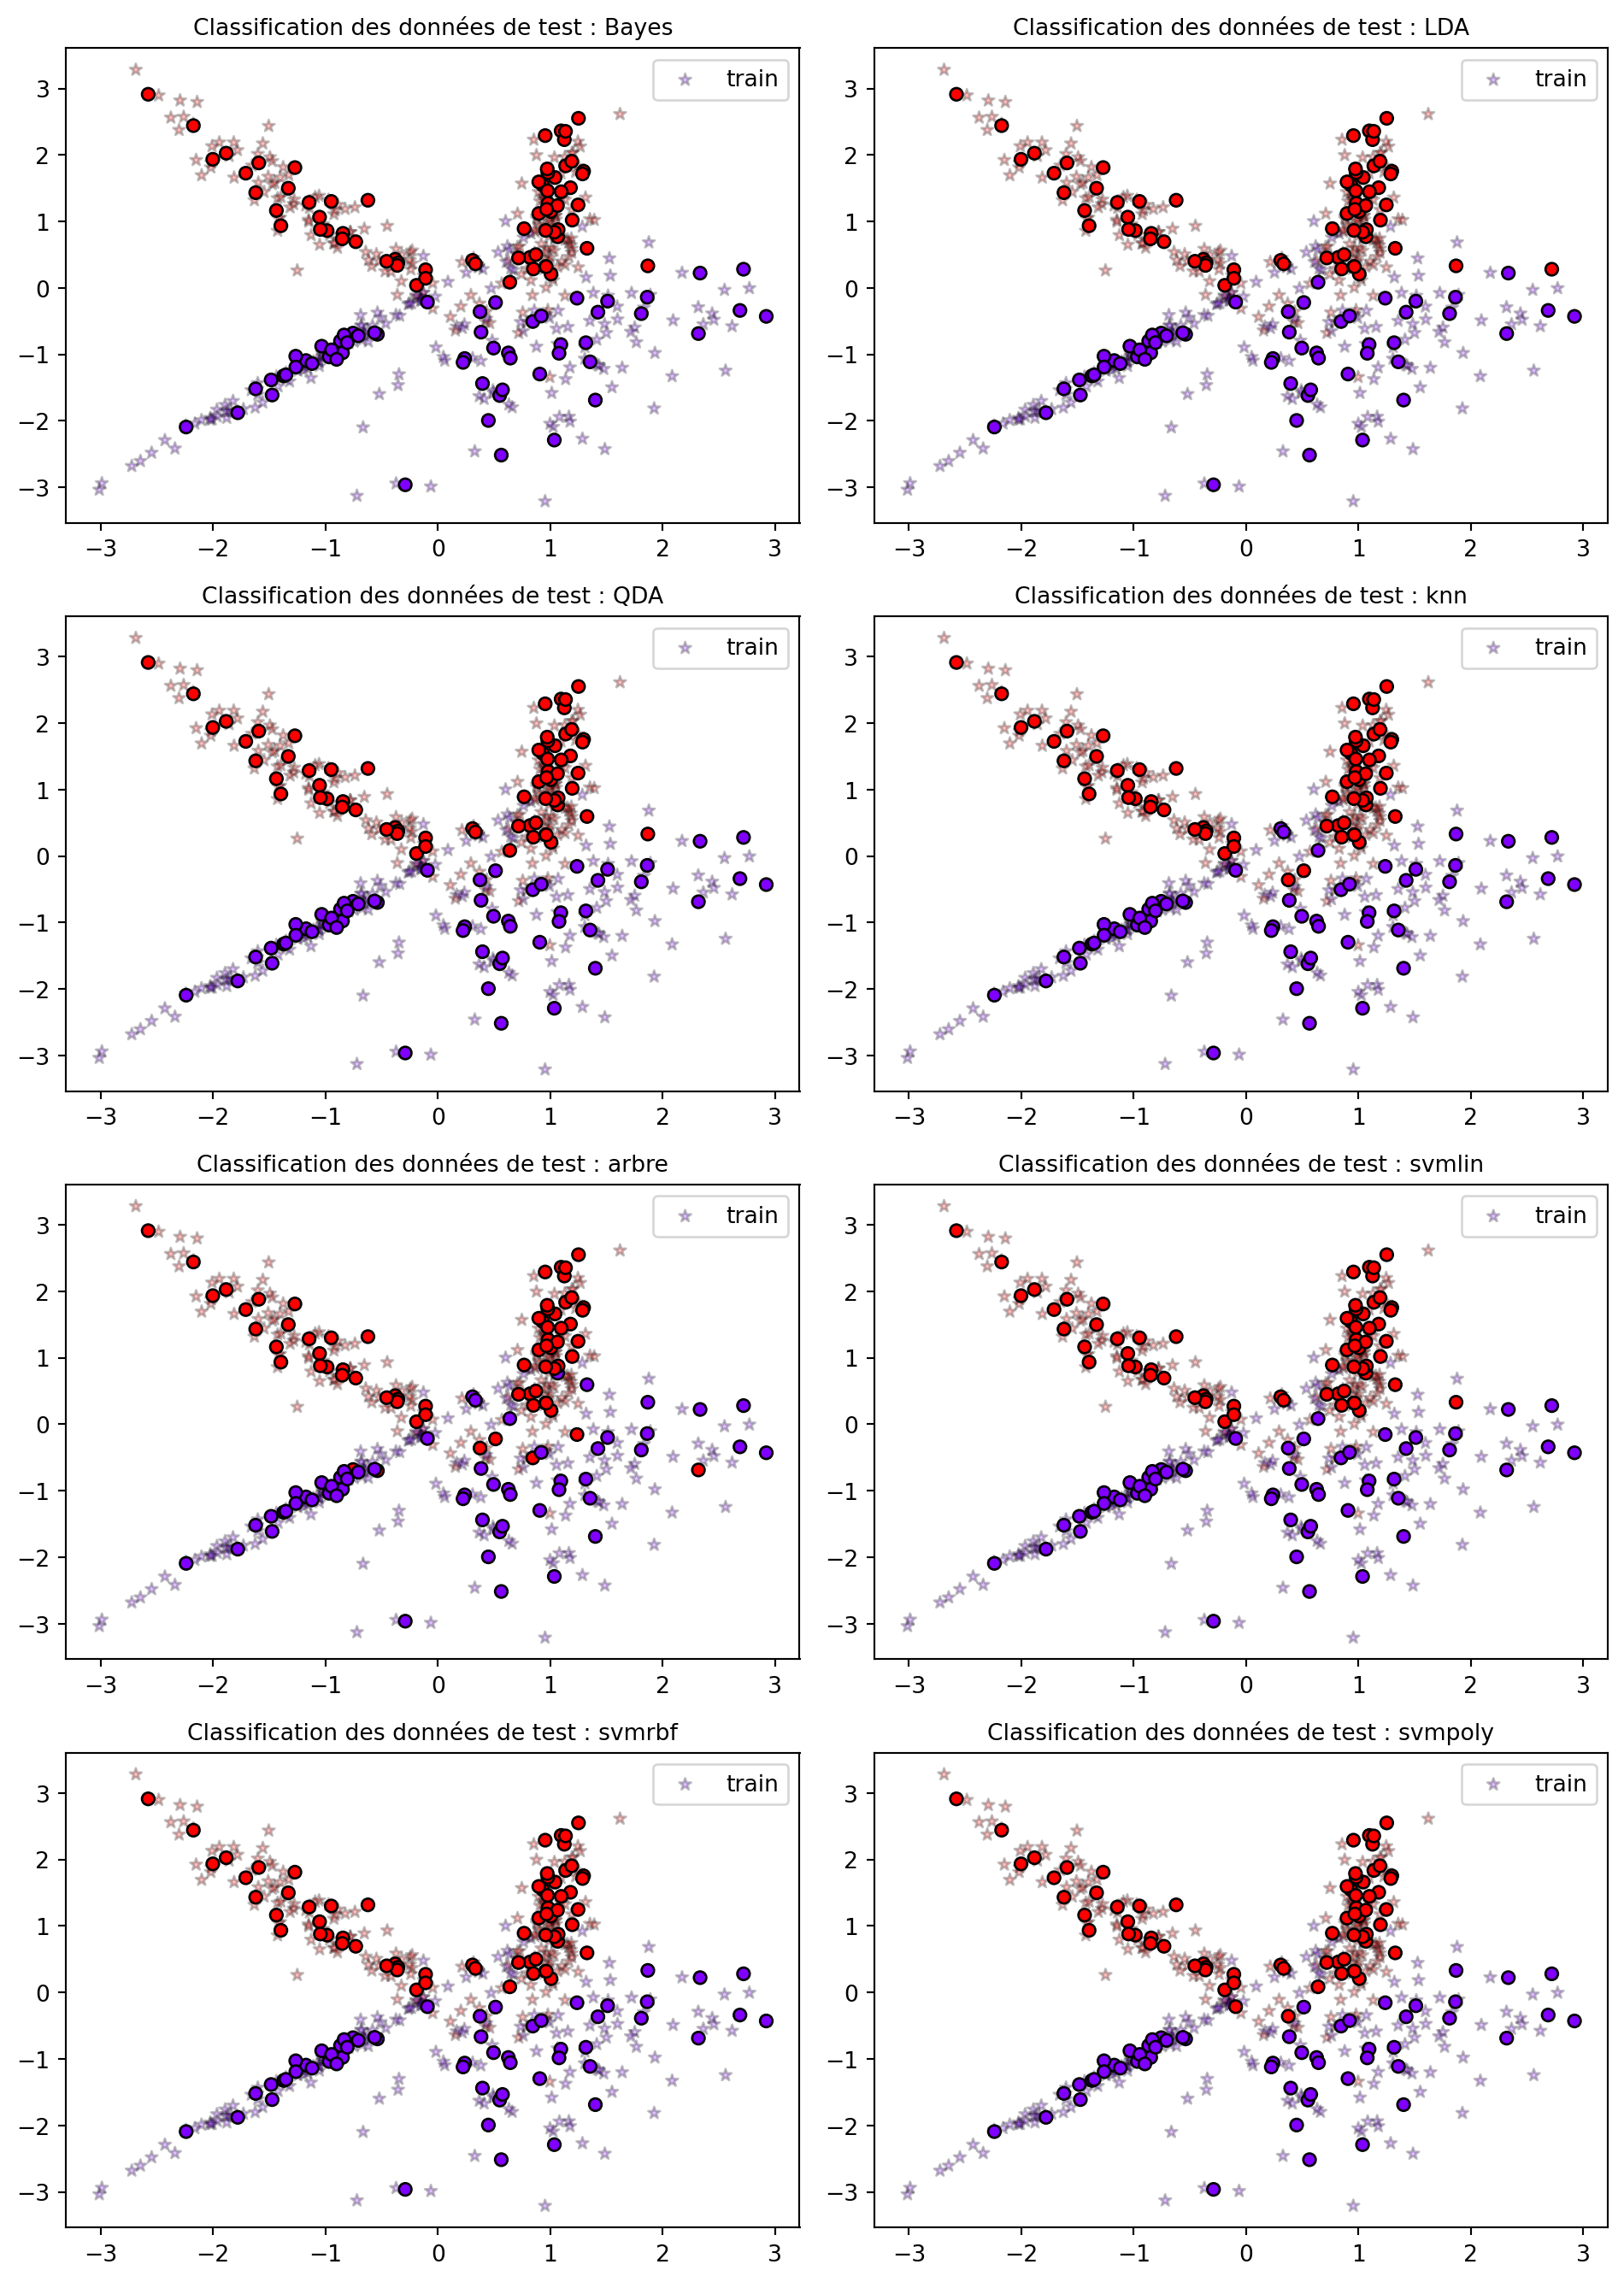 Classification des données de test : Bayes
train
3
2
1
0
−1
−2
−3
−3 −2 −1 0 1 2 3
Classification des données de test : LDA
train
3
2
1
0
−1
−2
−3
−3 −2 −1 0 1 2 3
Classification des données de test : QDA
train
3
2
1
0
−1
−2
−3
−3 −2 −1 0 1 2 3
Classification des données de test : knn
train
3
2
1
0
−1
−2
−3
−3 −2 −1 0 1 2 3
Classification des données de test : arbre
train
3
2
1
0
−1
−2
−3
−3 −2 −1 0 1 2 3
Classification des données de test : svmlin
train
3
2
1
0
−1
−2
−3
−3 −2 −1 0 1 2 3
Classification des données de test : svmrbf
train
3
2
1
0
−1
−2
−3
−3 −2 −1 0 1 2 3
Classification des données de test : svmpoly
train
3
2
1
0
−1
−2
−3
−3 −2 −1 0 1 2 3